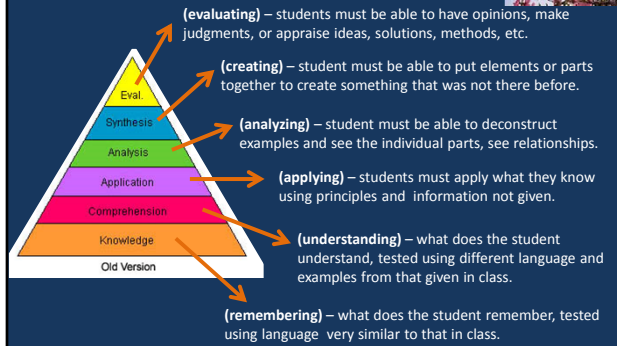 (evaluating) – students must be able to have opinions, make
judgments, or appraise ideas, solutions, methods, etc.
Eval.
(creating) – student must be able to put elements or parts
together to create something that was not there before.
Synthesis
(analyzing) – student must be able to deconstruct
examples and see the individual parts, see relationships.
Analysis
(applying) – students must apply what they know
using principles and information not given.
Application
Comprehension
(understanding) – what does the student
understand, tested using different language and
examples from that given in class.
Knowledge
Old Version
(remembering) – what does the student remember, tested
using language very similar to that in class.